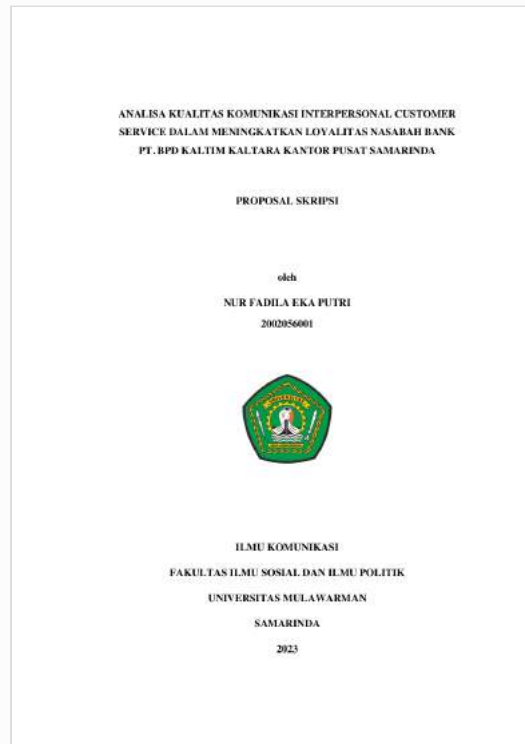 ANALISA KUALITAS KOMUNIKASI INTERPERSONAL CUSTOMER
SERVICE DALAM MENINGKATKAN LOYALITAS NASABAH BANK
PT. BPD KALTIM KALTARA KANTOR PUSAT SAMARINDA
PROPOSAL SKRIPSI
oleh
NUR FADILA EKA PUTRI
2002056001
ILMU KOMUNIKASI
FAKULTAS ILMU SOSIAL DAN ILMU POLITIK
UNIVERSITAS MULAWARMAN
SAMARINDA
2023